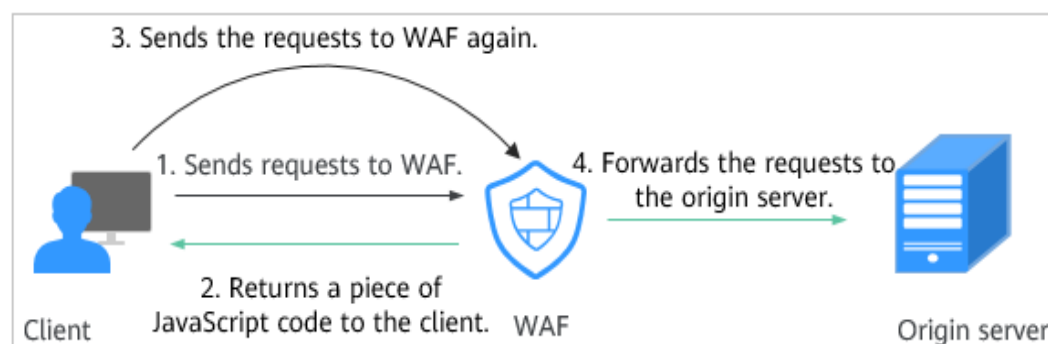 3. Sends the requests to WAF again.
1. Sends requests to WAF.
4. Forwards the requests to
the origin server.
2. Returns a piece of
JavaScript code to the client.
Client
WAF
Origin server